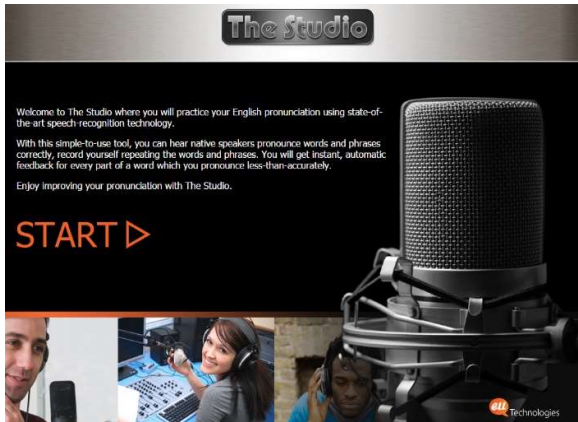 The Studio
Welcome to The Studio where you will practice your English pronunciation using state-of-
the-art speech-recognition technology.
With this simple-to-use tool, you can hear native speakers pronounce words and phrases
correctly, record yourself repeating the words and phrases. You will get instant, automatic
feedback for every part of a word which you pronounce less-than-accurately.
Enjoy improving your pronunciation with The Studio.
START
eit Technologies